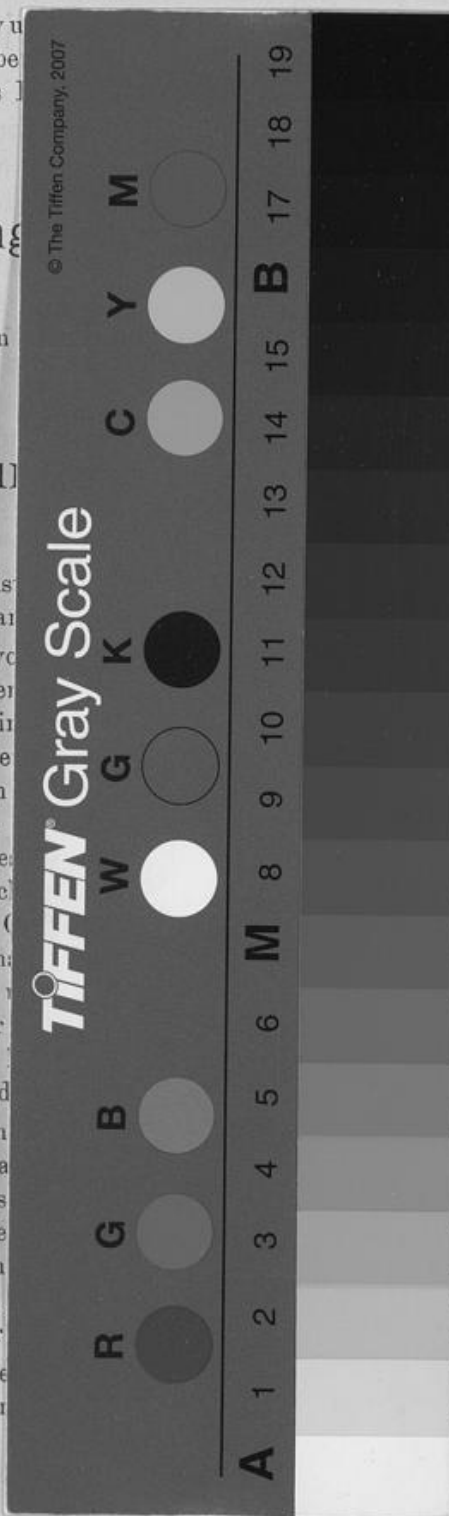 © The Tiffen Company, 2007
TIFFEN® Gray Scale
R G B W G K C Y M
A 1 2 3 4 5 6 M 8 9 10 11 12 13 14 15 B 17 18 19